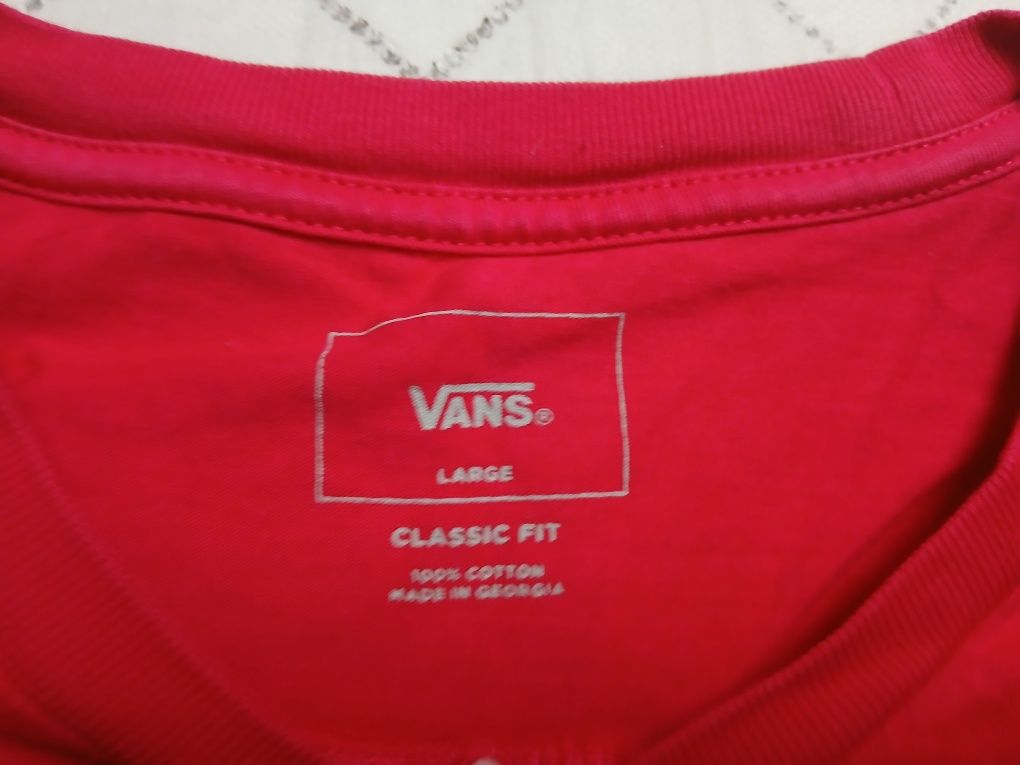 VANS®
LARGE
CLASSIC FIT
100% COTTON
MADE IN GEORGIA